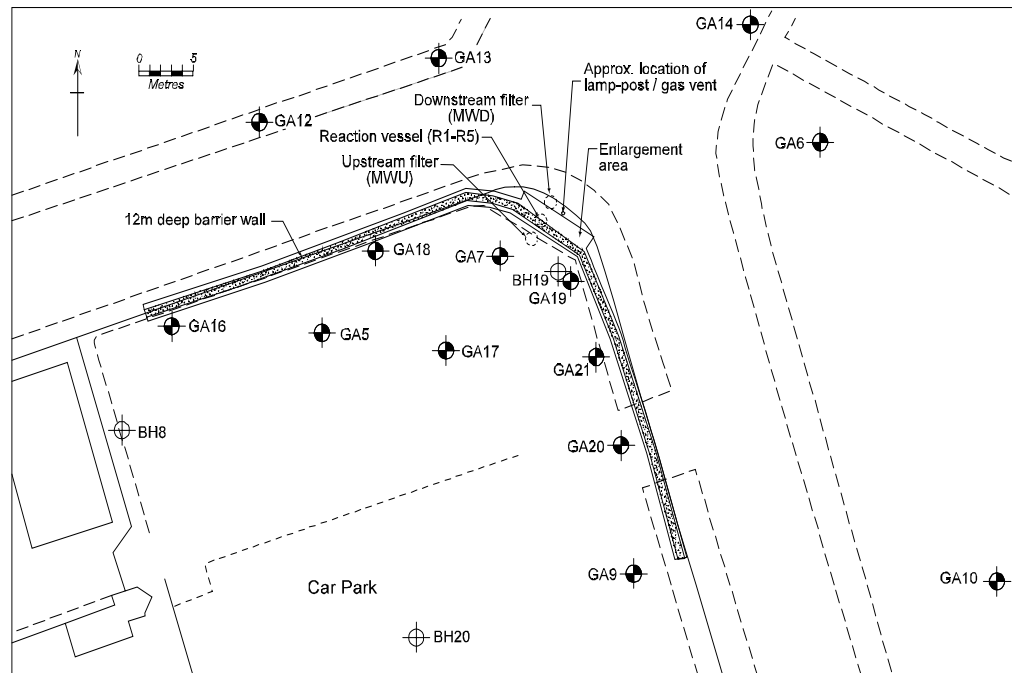 GA14
N
0 5
Metres
GA13
Approx. location of
lamp-post / gas vent
Downstream filter
(MWD)
GA12
Reaction vessel (R1-R5)
Enlargement
area
GA6
Upstream filter
(MWU)
12m deep barrier wall
GA18
GA7
BH19
GA19
GA16
GA5
GA17
GA21
BH8
GA20
GA9
GA10
Car Park
BH20